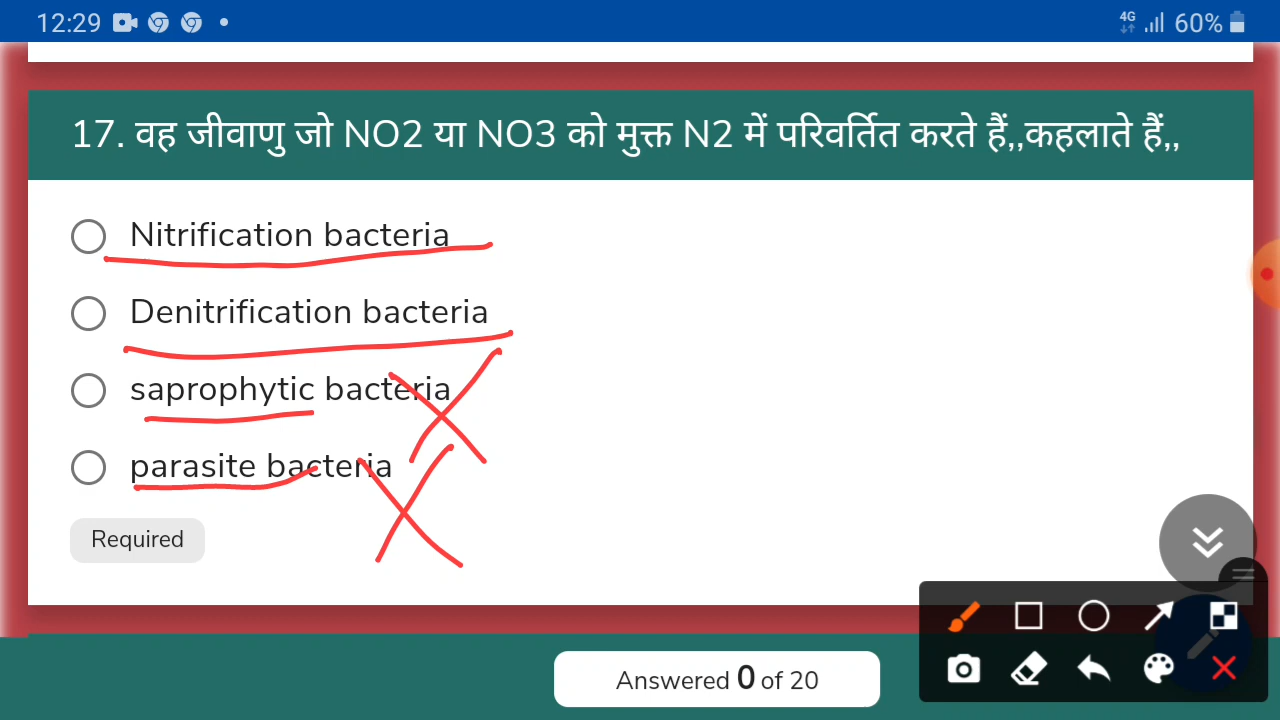 12:29
4G
60%
17. वह जीवाणु जो NO2 या NO3 को मुक्त N2 में परिवर्तित करते हैं,,कहलाते हैं,,
Nitrification bacteria
Denitrification bacteria
saprophytic bacteria
parasite bacteria
Required
Answered 0 of 20